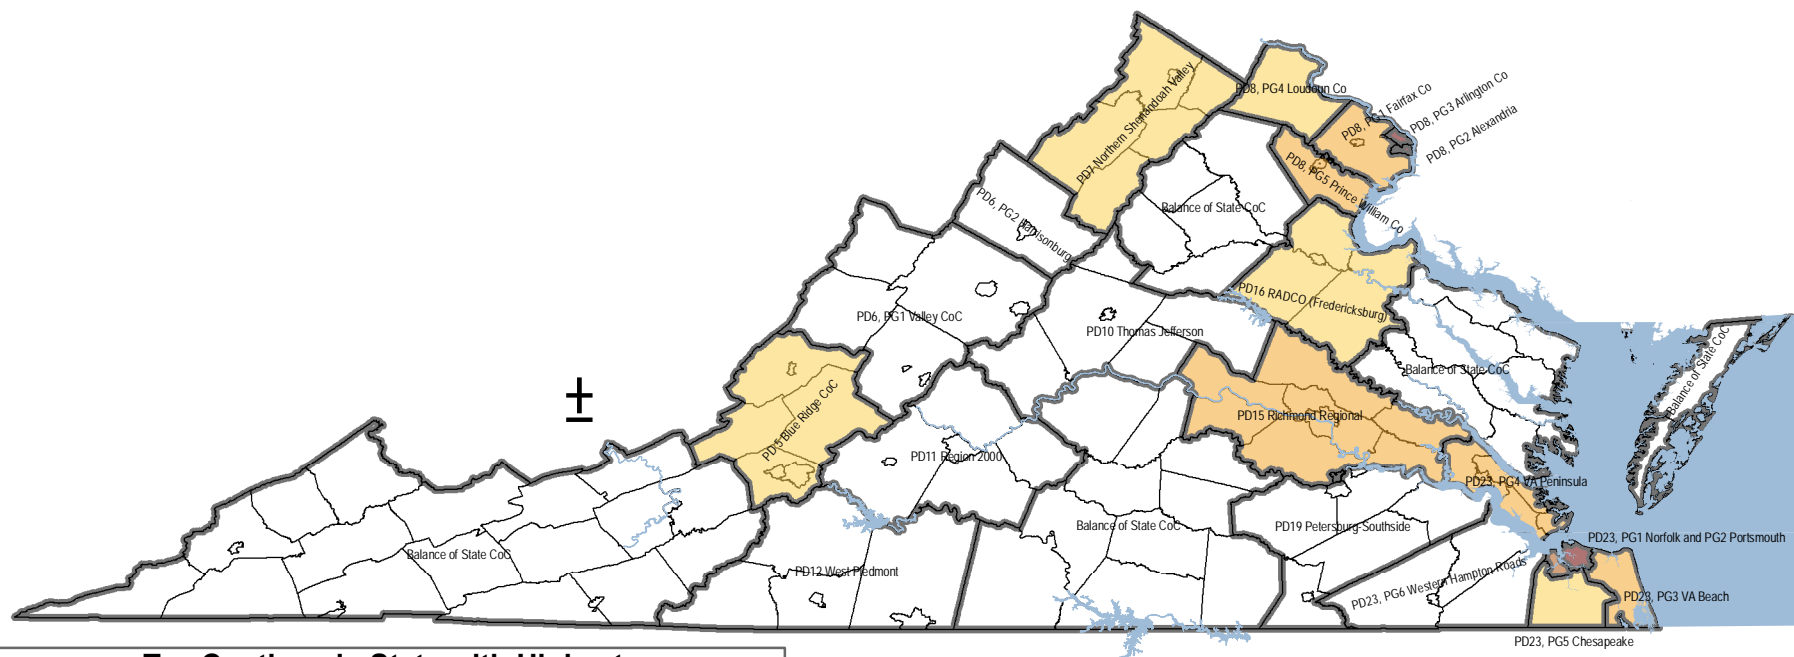 PD8, PG4 Loudoun Co
PD8, PG1 Fairfax Co
PD8, PG3 Arlington Co
PD8, PG2 Alexandria
PD7 Northern Shenandoah Valley
PD8, PG5 Prince William Co
PD6, PG2 Harrisonburg
Balance of State CoC
PD16 RADCO (Fredericksburg)
PD6, PG1 Valley CoC
PD10 Thomas Jefferson
Balance of State CoC
Balance of State CoC
±
PD5 Blue Ridge CoC
PD15 Richmond Regional
PD11 Region 2000
PD23, PG4 VA Peninsula
Balance of State CoC
PD19 Petersburg-Southside
PD23, PG1 Norfolk and PG2 Portsmouth
Balance of State CoC
PD12 West Piedmont
PD23, PG6 Western Hampton Roads
PD23, PG3 VA Beach
PD23, PG5 Chesapeake